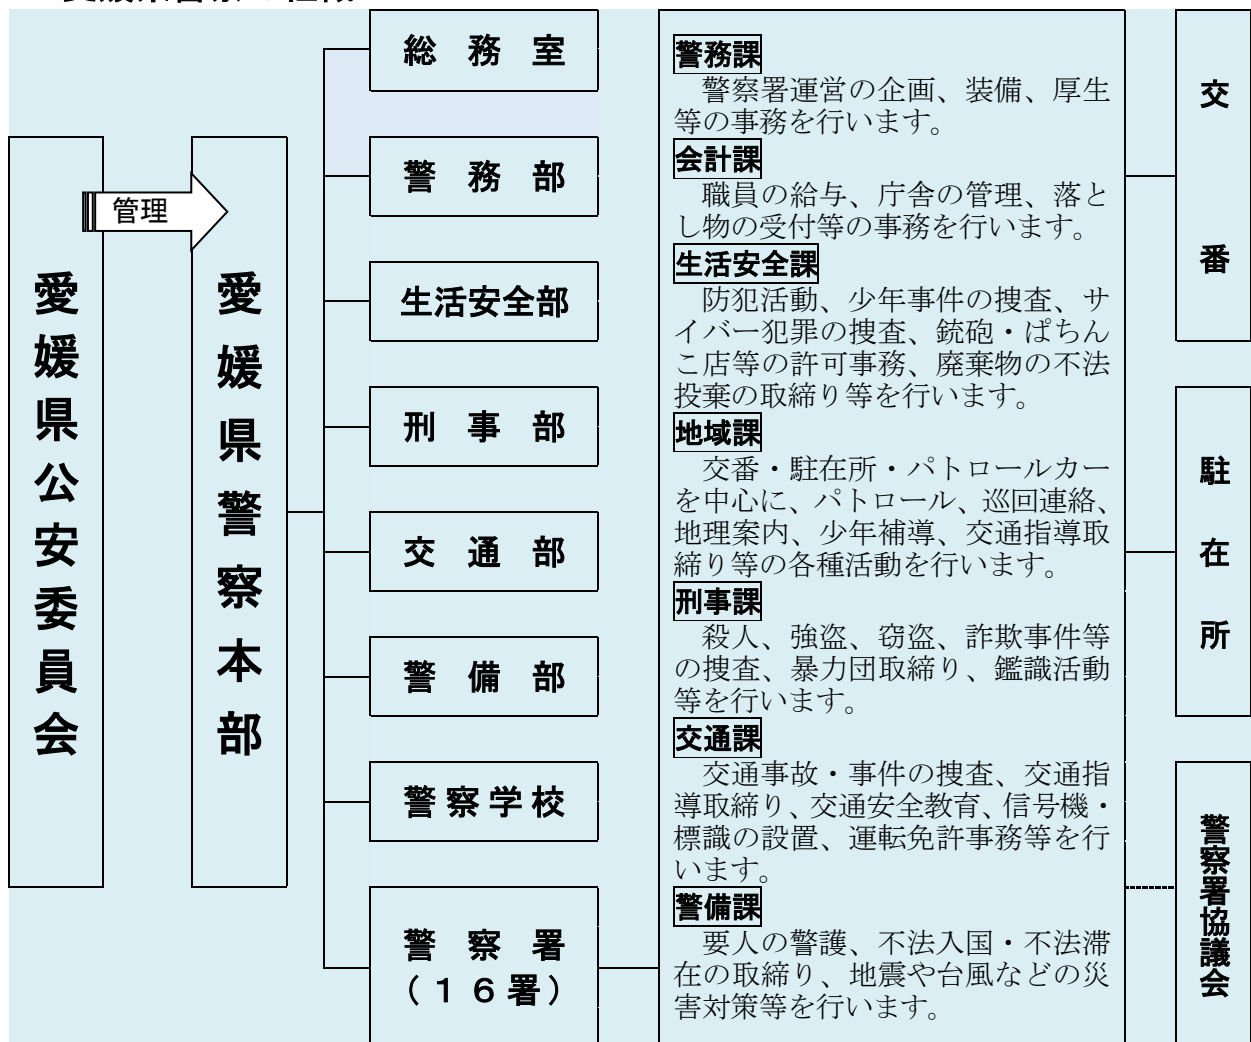 愛媛県公安委員会
管理
愛媛県警察本部
総務室
警務部
生活安全部
刑事部
交通部
警備部
警察学校
警察署
（１６署）
警務課
警察署運営の企画、装備、厚生
等の事務を行います。
会計課
職員の給与、庁舎の管理、落と
し物の受付等の事務を行います。
生活安全課
防犯活動、少年事件の捜査、サ
イバー犯罪の捜査、銃砲・ぱちん
こ店等の許可事務、廃棄物の不法
投棄の取締り等を行います。
地域課
交番・駐在所・パトロールカー
を中心に、パトロール、巡回連絡、
地理案内、少年補導、交通指導取
締り等の各種活動を行います。
刑事課
殺人、強盗、窃盗、詐欺事件等
の捜査、暴力団取締り、鑑識活動
等を行います。
交通課
交通事故・事件の捜査、交通指
導取締り、交通安全教育、信号機・
標識の設置、運転免許事務等を行
います。
警備課
要人の警護、不法入国・不法滞
在の取締り、地震や台風などの災
害対策等を行います。
交番
駐在所
警察署協議会